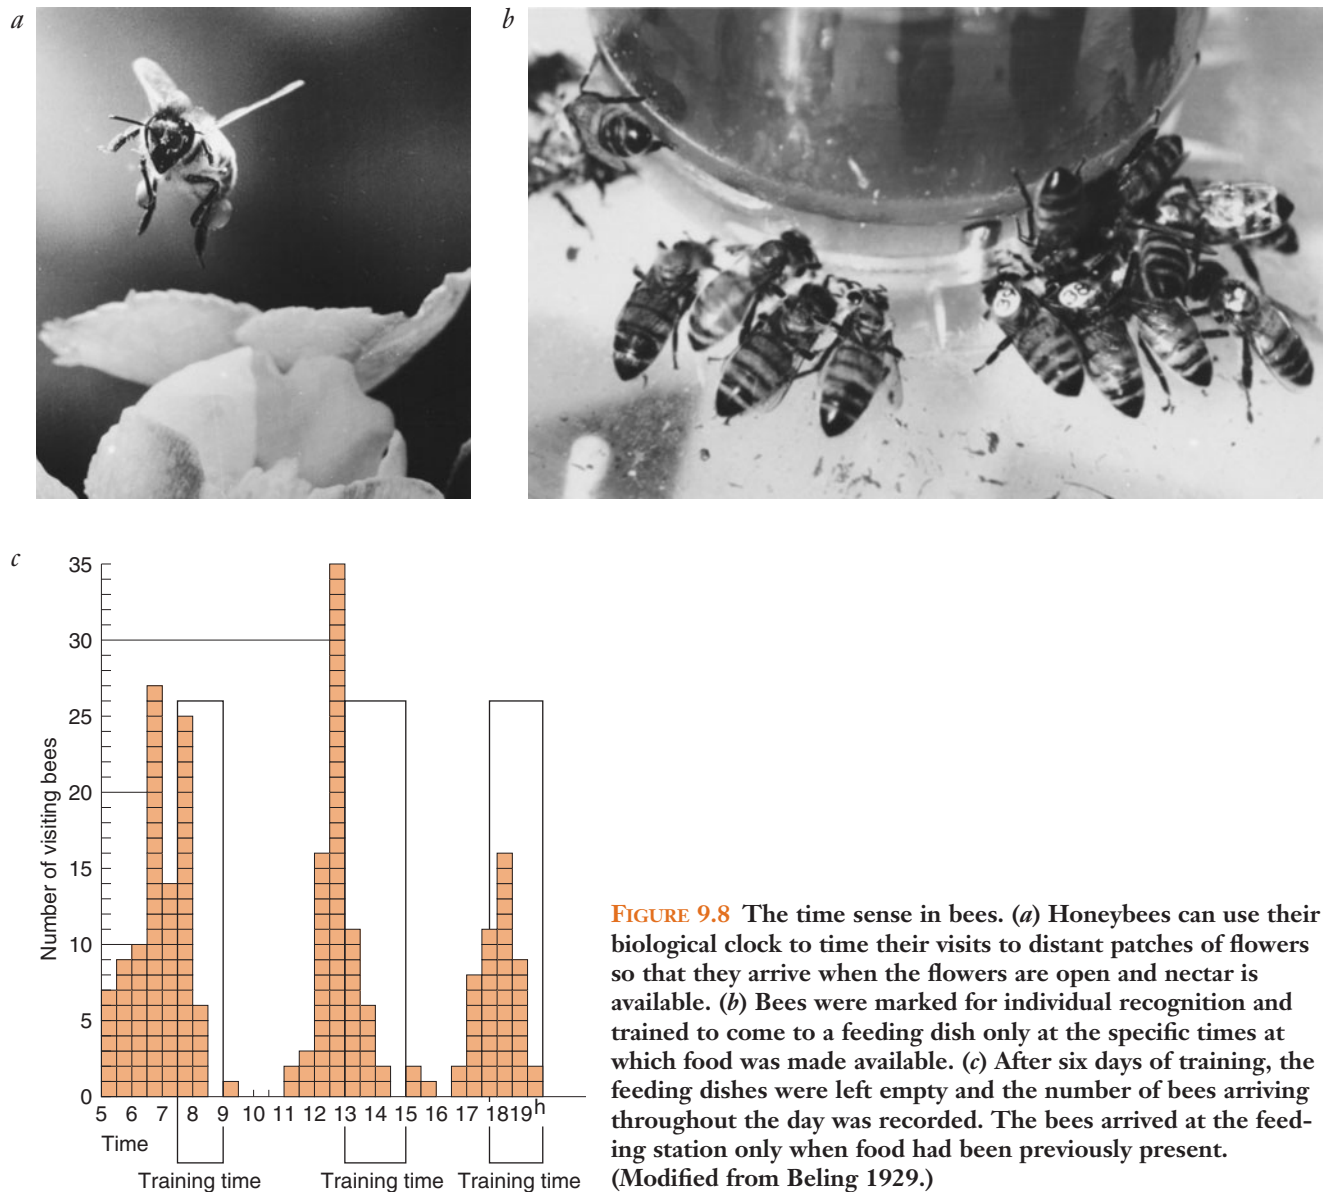 a
b
38
38
c
Number of visiting bees
35
30
25
20
15
10
5
0
5 6 7 8 9 10 11 12 13 14 15 16 17 18 19 h
Time
Training time Training time Training time
FIGURE 9.8 The time sense in bees. (a) Honeybees can use their
biological clock to time their visits to distant patches of flowers
so that they arrive when the flowers are open and nectar is
available. (b) Bees were marked for individual recognition and
trained to come to a feeding dish only at the specific times at
which food was made available. (c) After six days of training, the
feeding dishes were left empty and the number of bees arriving
throughout the day was recorded. The bees arrived at the feed-
ing station only when food had been previously present.
(Modified from Beling 1929.)